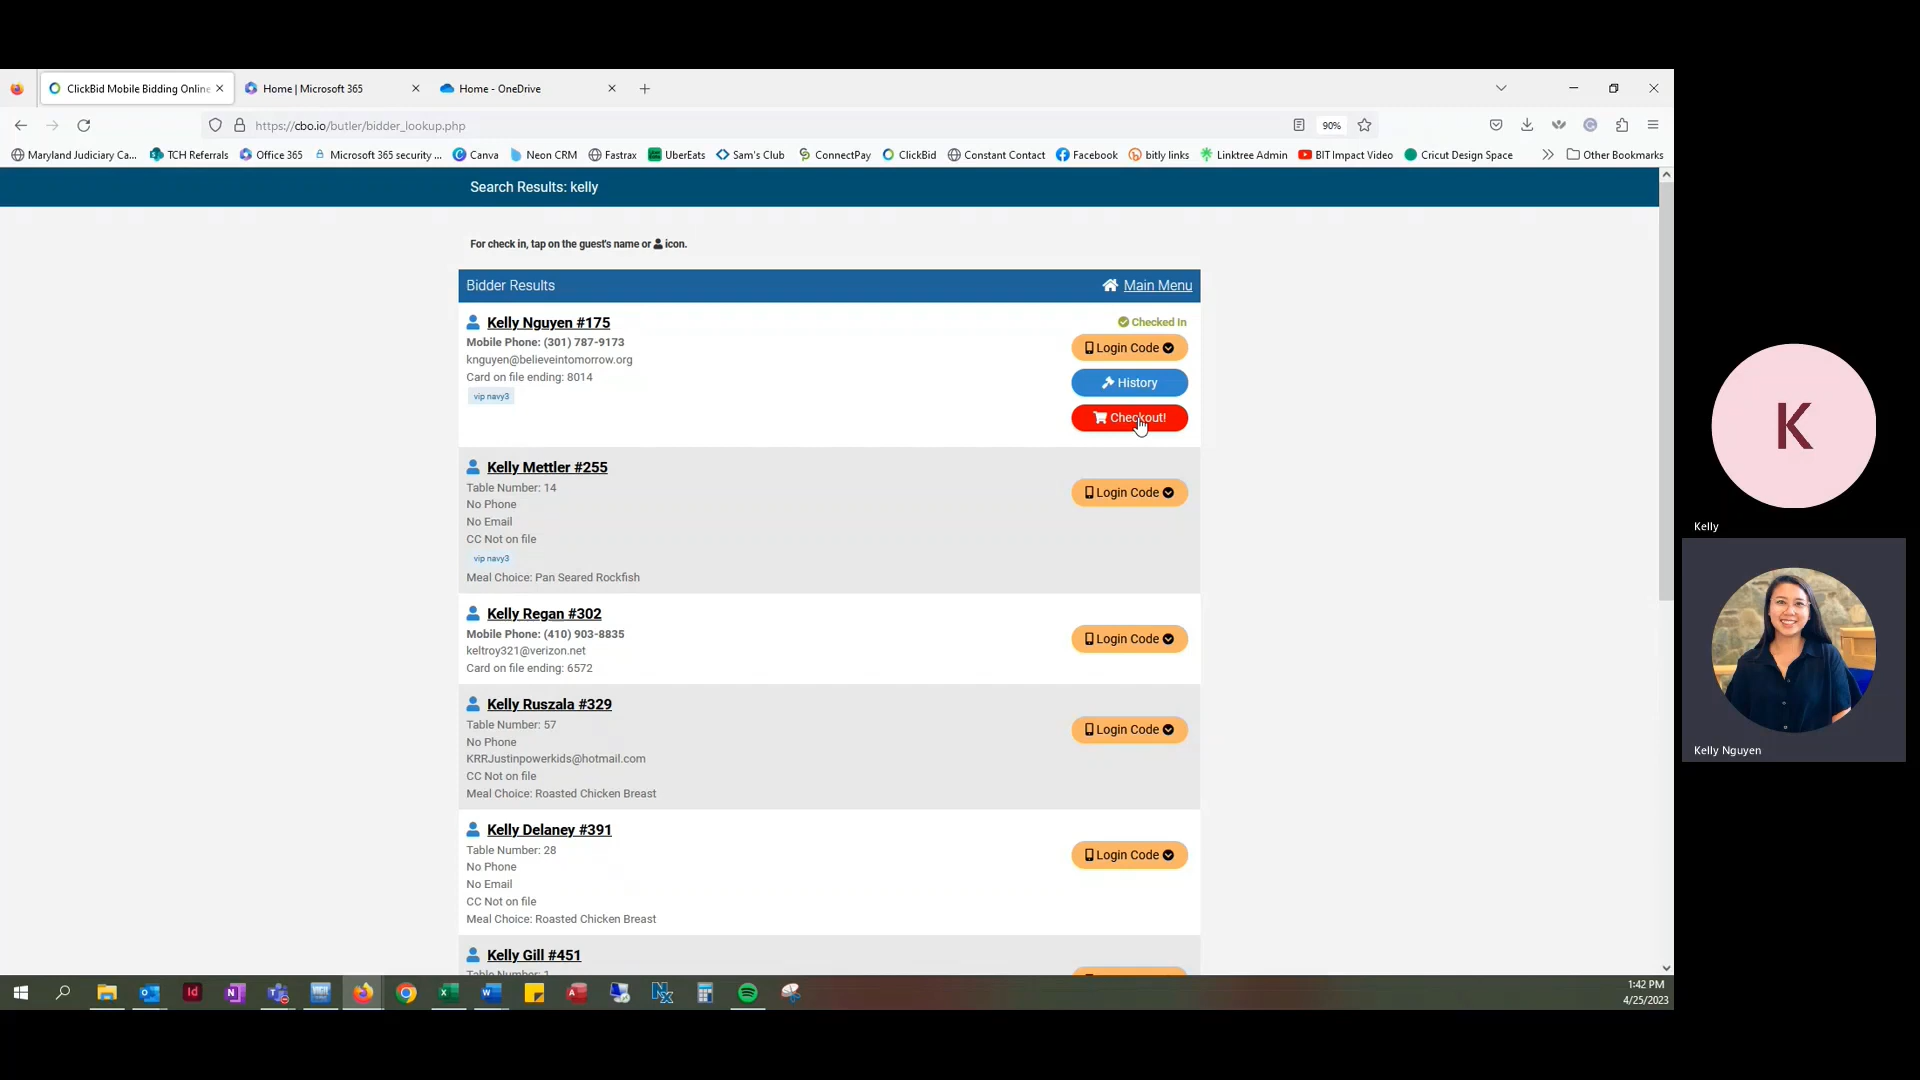 ClickBid Mobile Bidding Online
Home | Microsoft 365
Home - OneDrive
https://cbo.io/butler/bidder_lookup.php
90%
Maryland Judiciary Ca...
TCH Referrals
Office 365
Microsoft 365 security ...
Canva
Neon CRM
Fastrax
UberEats
Sam's Club
ConnectPay
ClickBid
Constant Contact
Facebook
bitly links
Linktree Admin
BIT Impact Video
Cricut Design Space
Other Bookmarks
Search Results: kelly
For check in, tap on the guest's name or icon.
Bidder Results
Main Menu
Kelly Nguyen #175
Checked In
Mobile Phone: (301) 787-9173
Login Code
knguyen@believeintomorrow.org
Card on file ending: 8014
History
vip navy3
Checkout!
Kelly Mettler #255
Table Number: 14
Login Code
No Phone
No Email
CC Not on file
vip navy3
Meal Choice: Pan Seared Rockfish
Kelly Regan #302
Mobile Phone: (410) 903-8835
Login Code
keltroy321@verizon.net
Card on file ending: 6572
Kelly Ruszala #329
Table Number: 57
Login Code
No Phone
KRRJustinpowerkids@hotmail.com
CC Not on file
Meal Choice: Roasted Chicken Breast
Kelly Delaney #391
Table Number: 28
Login Code
No Phone
No Email
CC Not on file
Meal Choice: Roasted Chicken Breast
Kelly Gill #451
Table Number: 1
1:42 PM
4/25/2023
K
Kelly
Kelly Nguyen